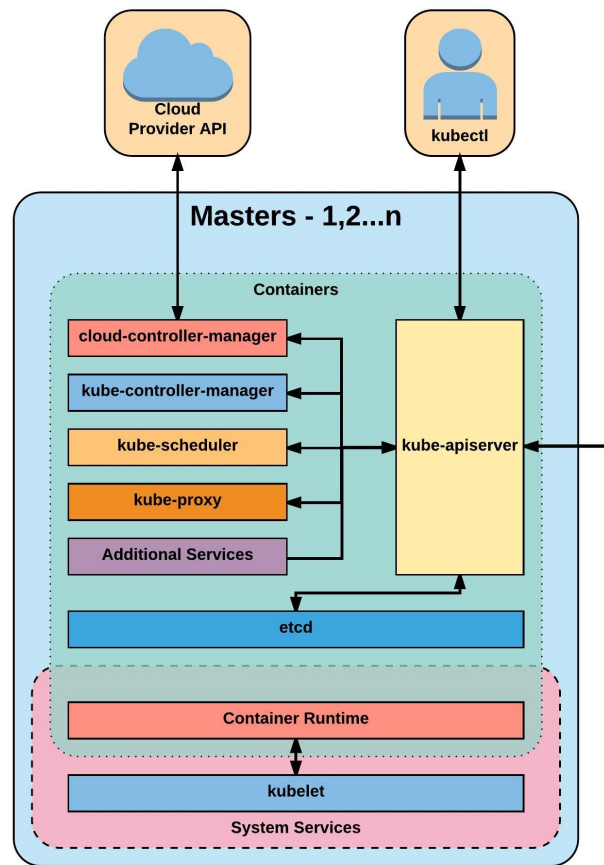 Cloud
Provider API
kubectl
Masters - 1,2...n
Containers
cloud-controller-manager
kube-controller-manager
kube-scheduler
kube-proxy
Additional Services
kube-apiserver
etcd
Container Runtime
kubelet
System Services